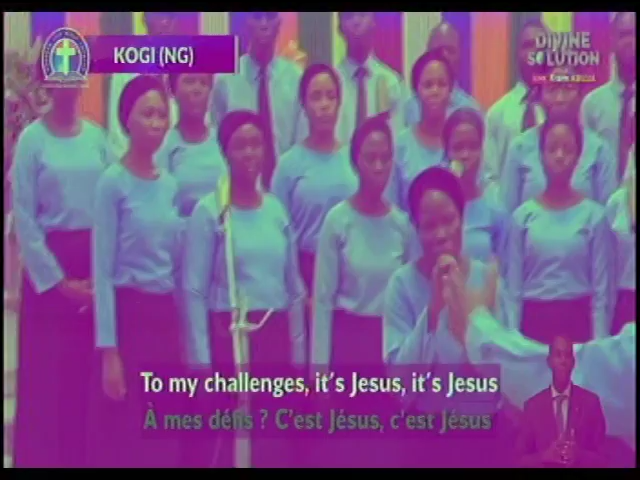 KOGI (NG)
DIVINE
SOLUTION
To my challenges, it's Jesus, it's Jesus
À mes défis ? C'est Jésus, c'est Jésus